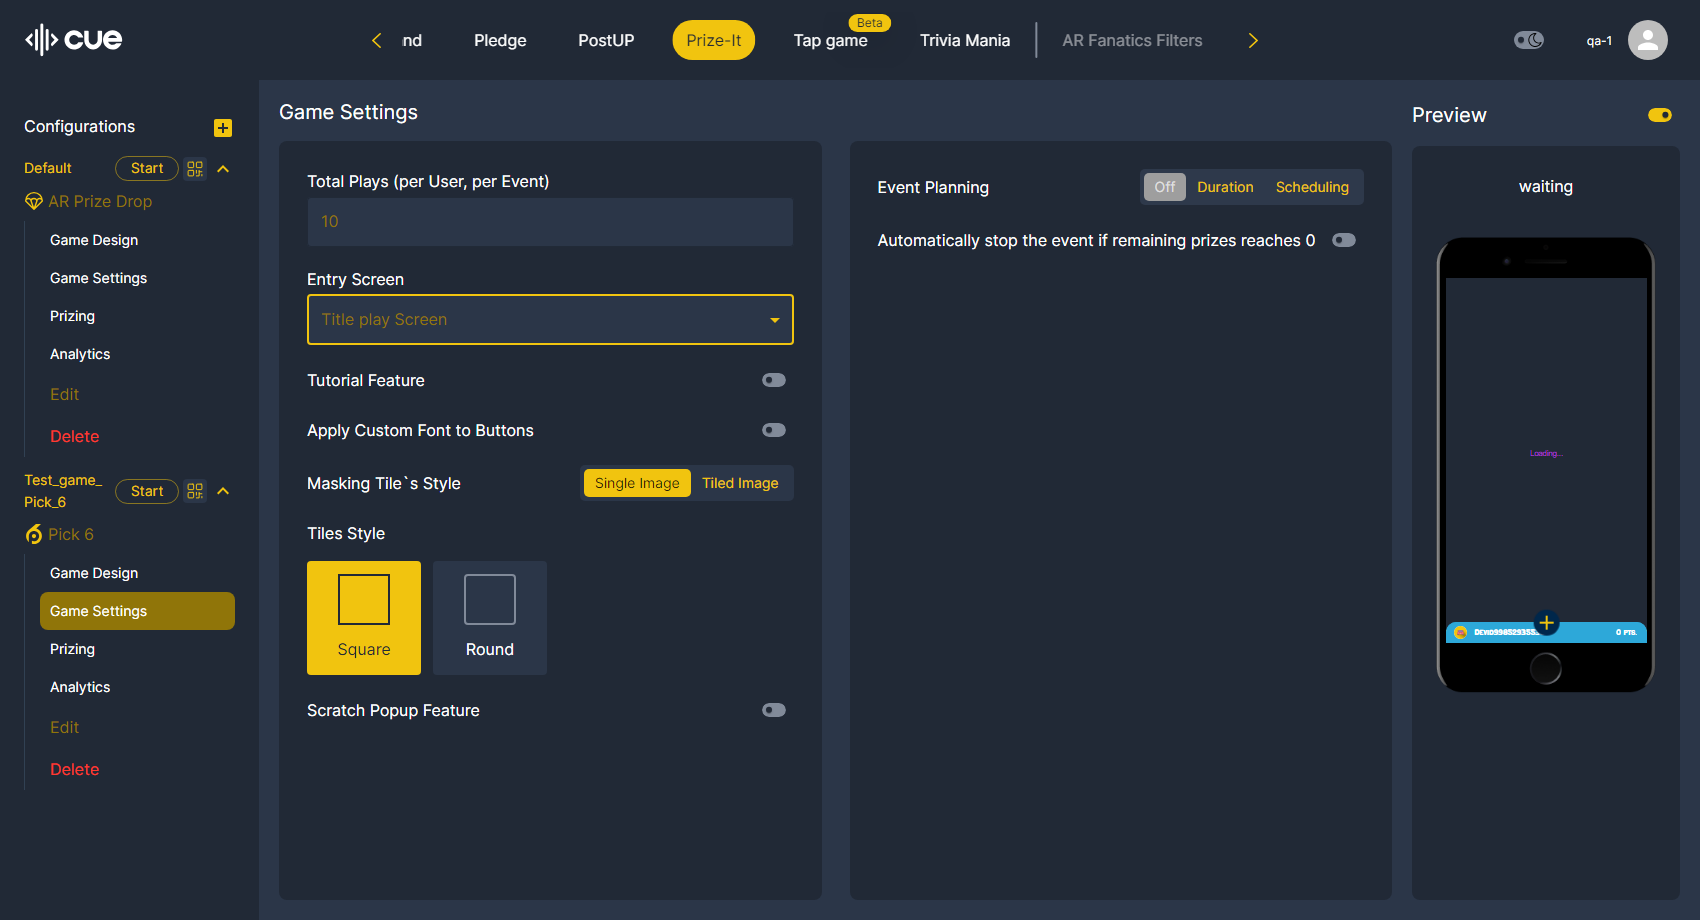 cue
nd
Pledge
PostUP
Prize-It
Tap game
Beta
Trivia Mania
AR Fanatics Filters
qa-1
Configurations
Default
Start
AR Prize Drop
Game Design
Game Settings
Prizing
Analytics
Edit
Delete
Test_game_
Pick_6
Start
Pick 6
Game Design
Game Settings
Prizing
Analytics
Edit
Delete
Game Settings
Total Plays (per User, per Event)
10
Entry Screen
Title play Screen
Tutorial Feature
Apply Custom Font to Buttons
Masking Tile`s Style
Single Image
Tiled Image
Tiles Style
Square
Round
Scratch Popup Feature
Event Planning
Off
Duration
Scheduling
Automatically stop the event if remaining prizes reaches 0
Preview
waiting
Loading...
0 PTS.